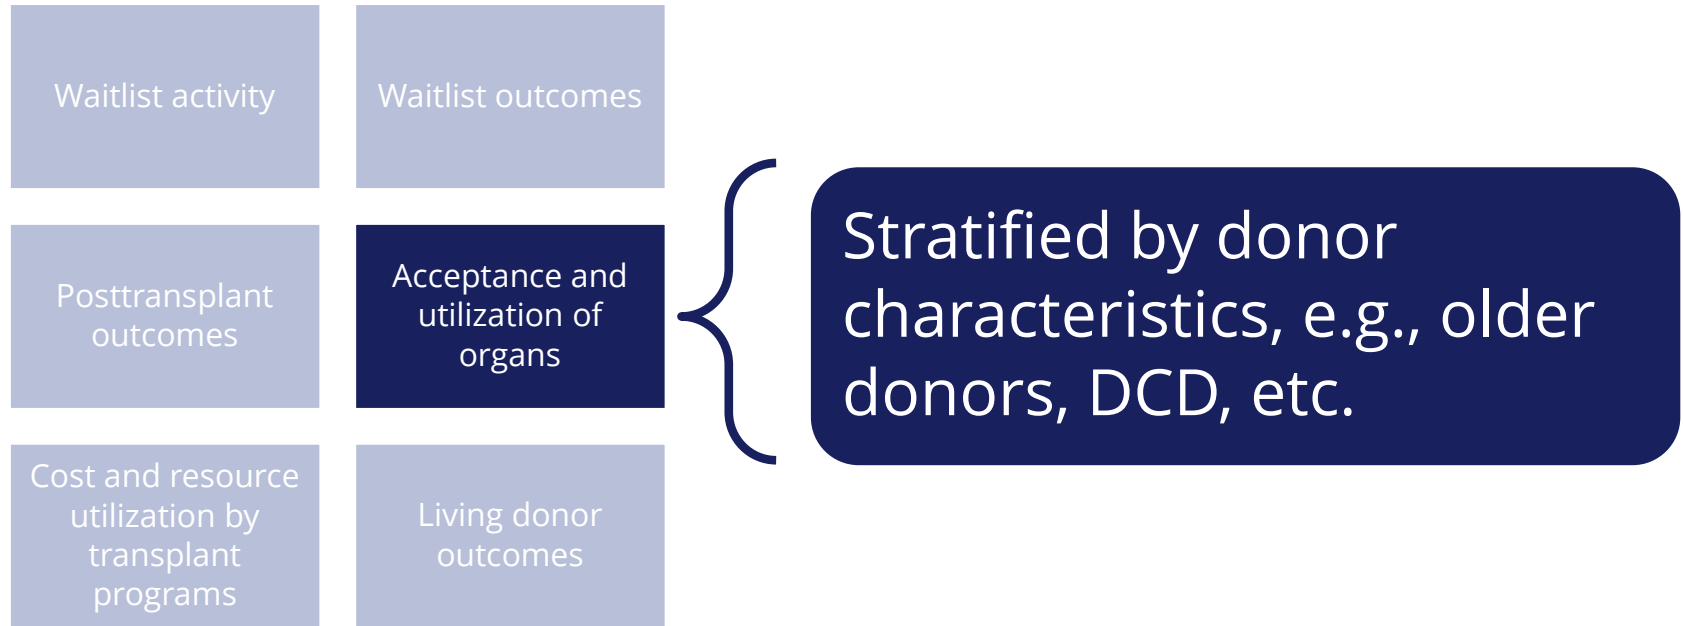 Waitlist activity
Waitlist outcomes
Posttransplant
outcomes
Acceptance and
utilization of
organs
Cost and resource
utilization by
transplant
programs
Living donor
outcomes
Stratified by donor
characteristics, e.g., older
donors, DCD, etc.